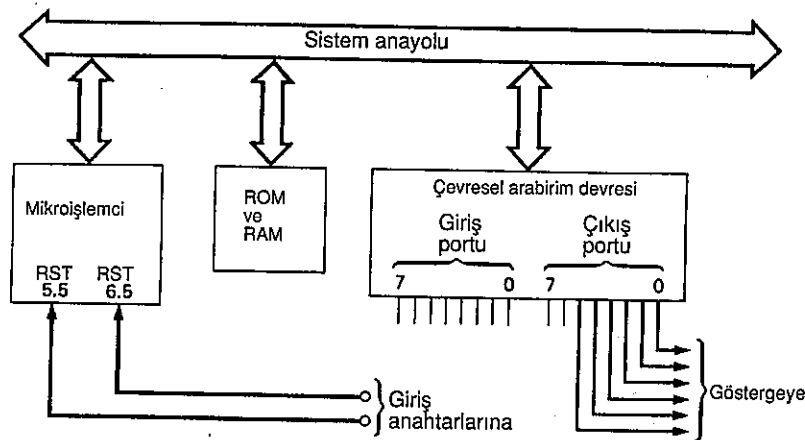 Sistem anayolu
Mikroişlemci
RST RST
5.5 6.5
ROM
ve
RAM
Çevresel arabirim devresi
Giriş
portu
Çıkış
portu
7 0 7 0
Giriş
anahtarlarına
Göstergeye